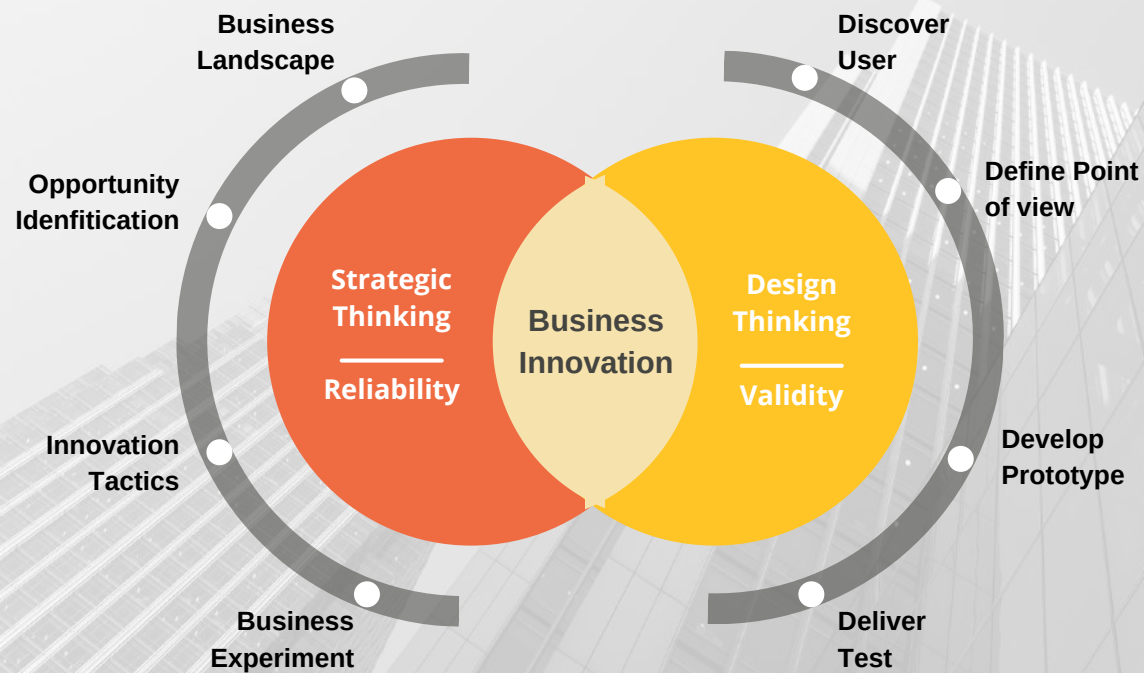 Business
Landscape
Opportunity
Idenfitication
Innovation
Tactics
Business
Experiment
Strategic
Thinking
Reliability
Business
Innovation
Design
Thinking
Validity
Discover
User
Define Point
of view
Develop
Prototype
Deliver
Test